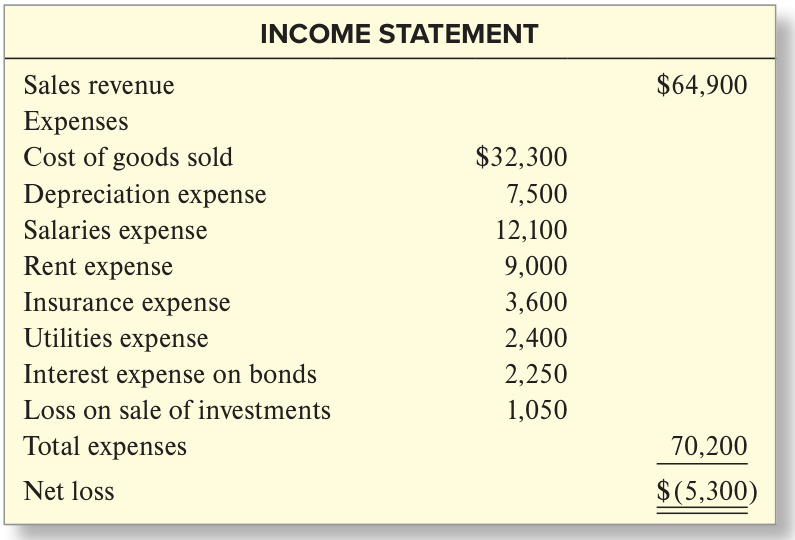 INCOME STATEMENT
Sales revenue $64,900
Expenses
Cost of goods sold $32,300
Depreciation expense 7,500
Salaries expense 12,100
Rent expense 9,000
Insurance expense 3,600
Utilities expense 2,400
Interest expense on bonds 2,250
Loss on sale of investments 1,050
Total expenses 70,200
Net loss $(5,300)